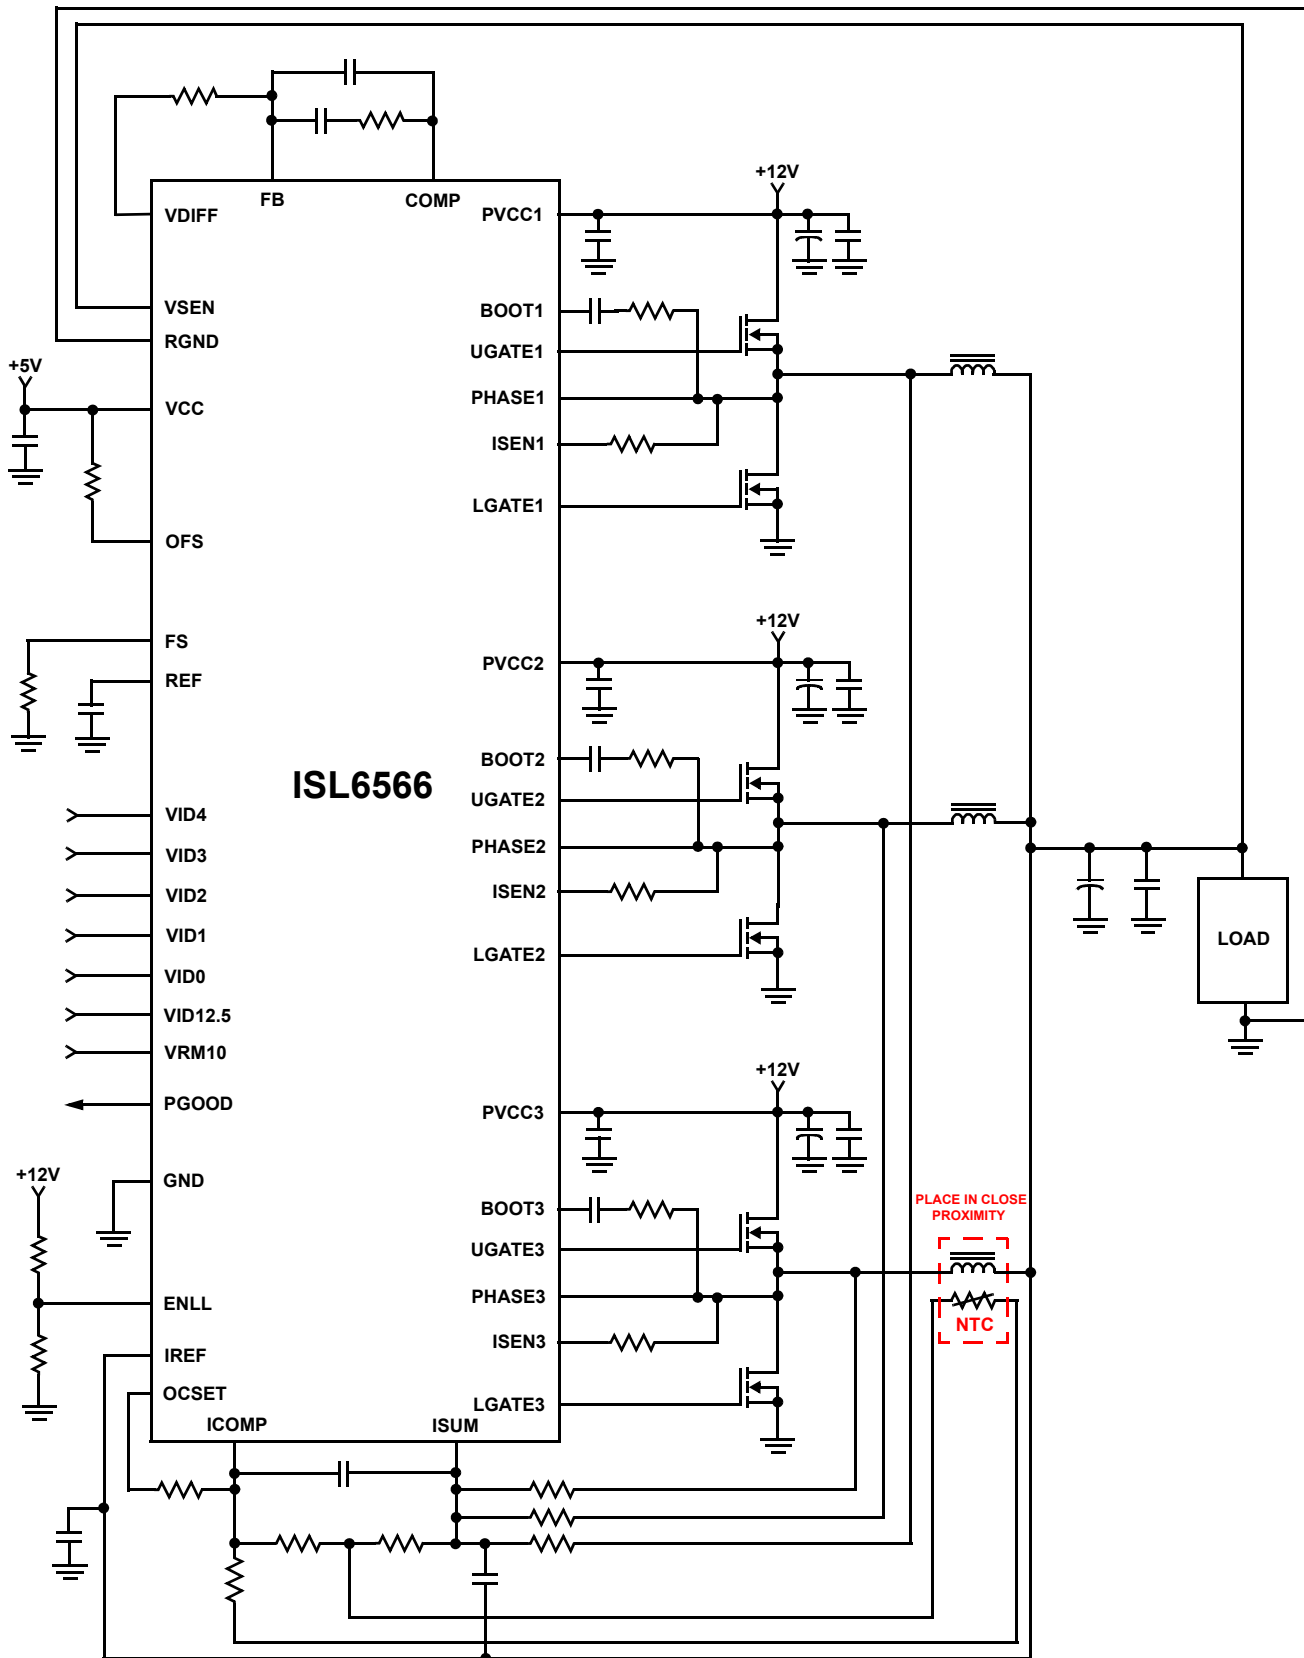 FB
COMP
VDIFF
VSEN
RGND
+5V
VCC
OFS
FS
REF
ISL6566
VID4
VID3
VID2
VID1
VID0
VID12.5
VRM10
PGOOD
+12V
GND
ENLL
IREF
OCSET
ICOMP
ISUM
+12V
PVCC1
BOOT1
UGATE1
PHASE1
ISEN1
LGATE1
+12V
PVCC2
BOOT2
UGATE2
PHASE2
ISEN2
LGATE2
+12V
PVCC3
BOOT3
UGATE3
PHASE3
ISEN3
LGATE3
LOAD
PLACE IN CLOSE
PROXIMITY
NTC